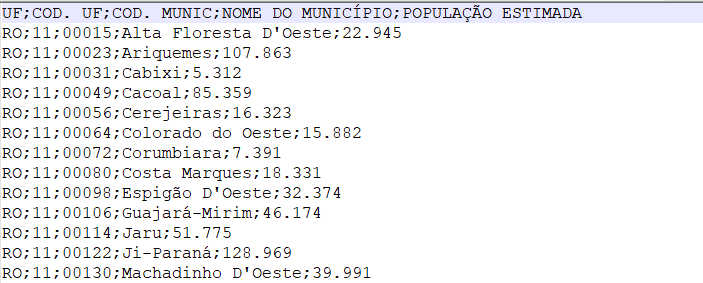 UF;COD. UF;COD. MUNIC;NOME DO MUNICÍPIO;POPULAÇÃO ESTIMADA
RO;11;00015;Alta Floresta D'Oeste;22.945
RO;11;00023;Ariquemes;107.863
RO;11;00031;Cabixi;5.312
RO;11;00049;Cacoal;85.359
RO;11;00056;Cerejeiras;16.323
RO;11;00064;Colorado do Oeste;15.882
RO;11;00072;Corumbiara;7.391
RO;11;00080;Costa Marques;18.331
RO;11;00098;Espigão D'Oeste;32.374
RO;11;00106;Guajará-Mirim;46.174
RO;11;00114;Jaru;51.775
RO;11;00122;Ji-Paraná;128.969
RO;11;00130;Machadinho D'Oeste;39.991